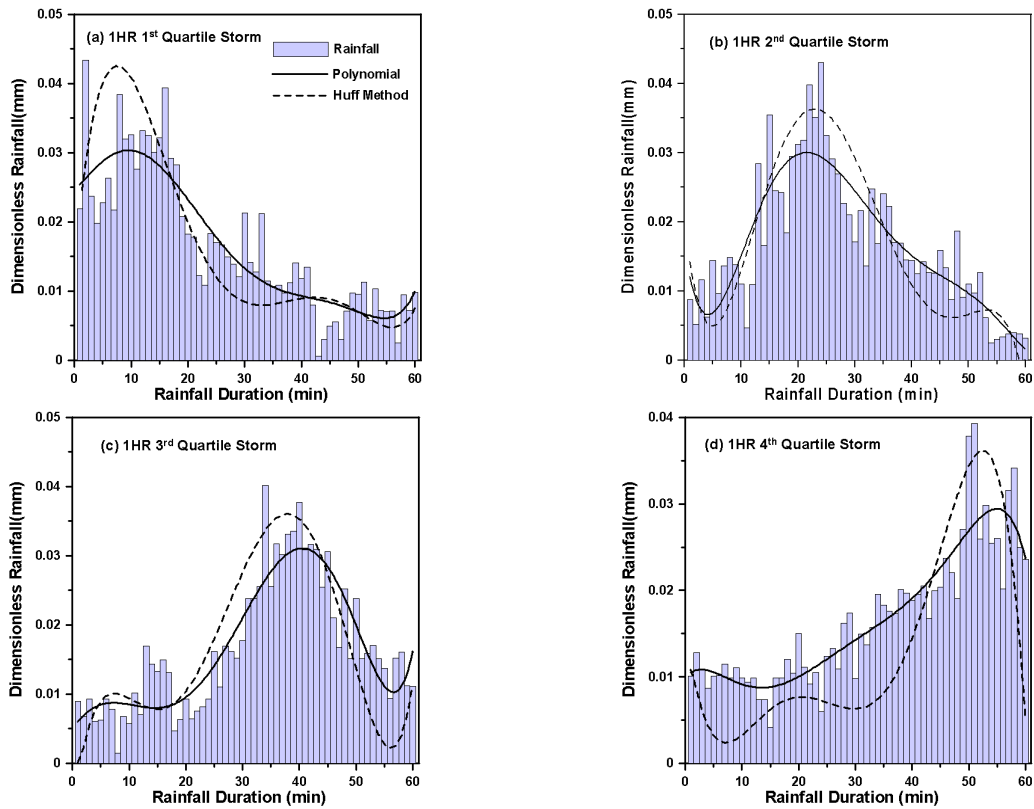 (a) 1HR 1st Quartile Storm
Rainfall
Polynomial
Huff Method
Dimensionless Rainfall(mm)
0.05
0.04
0.03
0.02
0.01
0
0 10 20 30 40 50 60
Rainfall Duration (min)
(b) 1HR 2nd Quartile Storm
Dimensionless Rainfall(mm)
0.05
0.04
0.03
0.02
0.01
0
0 10 20 30 40 50 60
Rainfall Duration (min)
(c) 1HR 3rd Quartile Storm
Dimensionless Rainfall(mm)
0.05
0.04
0.03
0.02
0.01
0
0 10 20 30 40 50 60
Rainfall Duration (min)
(d) 1HR 4th Quartile Storm
Dimensionless Rainfall(mm)
0.04
0.03
0.02
0.01
0
0 10 20 30 40 50 60
Rainfall Duration (min)